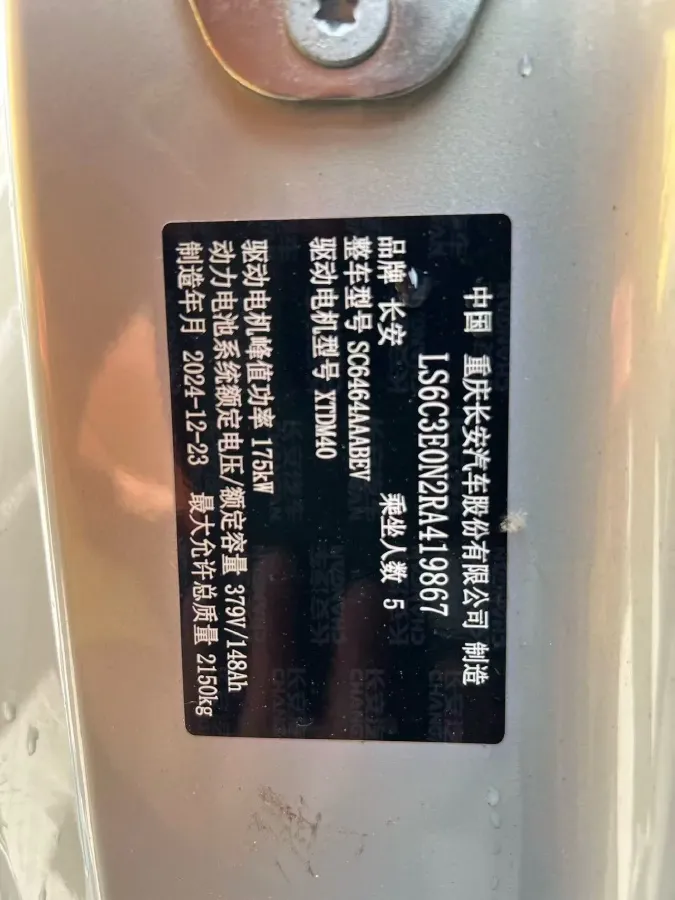 中国 重庆长安汽车股份有限公司 制造
LS6C3E0N2RA419867
品牌 长安 乘坐人数 5
整车型号 SC6464AAABEV
驱动电机型号 XTDM40
驱动电机峰值功率 175kW
动力电池系统额定电压/额定容量 379V/148Ah
制造年月 2024-12-23 最大允许总质量 2150kg